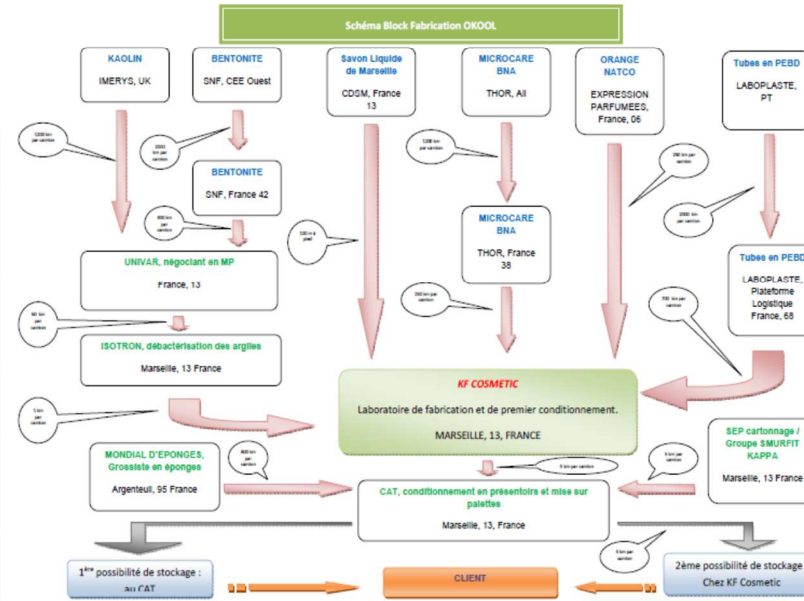 Schéma Block Fabrication OKOOL
KAOLIN
IMERYS, UK
BENTONITE
SNF, CEE Ouest
Savon Liquide
de Marseille
CDSM, France
13
MICROCARE
BNA
THOR, All
ORANGE
NATCO
EXPRESSION
PARFUMEES,
France, 06
Tubes en PEBD
LABOPLASTE,
PT
BENTONITE
SNF, France 42
MICROCARE
BNA
THOR, France
38
Tubes en PEBD
LABOPLASTE,
Plateforme
Logistique
France, 68
UNIVAR, négociant en MP
France, 13
ISOTRON, débactérisation des argiles
Marseille, 13 France
KF COSMETIC
Laboratoire de fabrication et de premier conditionnement.
MARSEILLE, 13, FRANCE
MONDIAL D'EPONGES,
Grossiste en éponges
Argenteuil, 95 France
SEP cartonnage /
Groupe SMURFIT
KAPPA
Marseille, 13 France
5 km par camion
CAT, conditionnement en présentoirs et mise sur
palettes
Marseille, 13, France
1ère possibilité de stockage :
au CAT
CLIENT
2ème possibilité de stockage
Chez KF Cosmetic